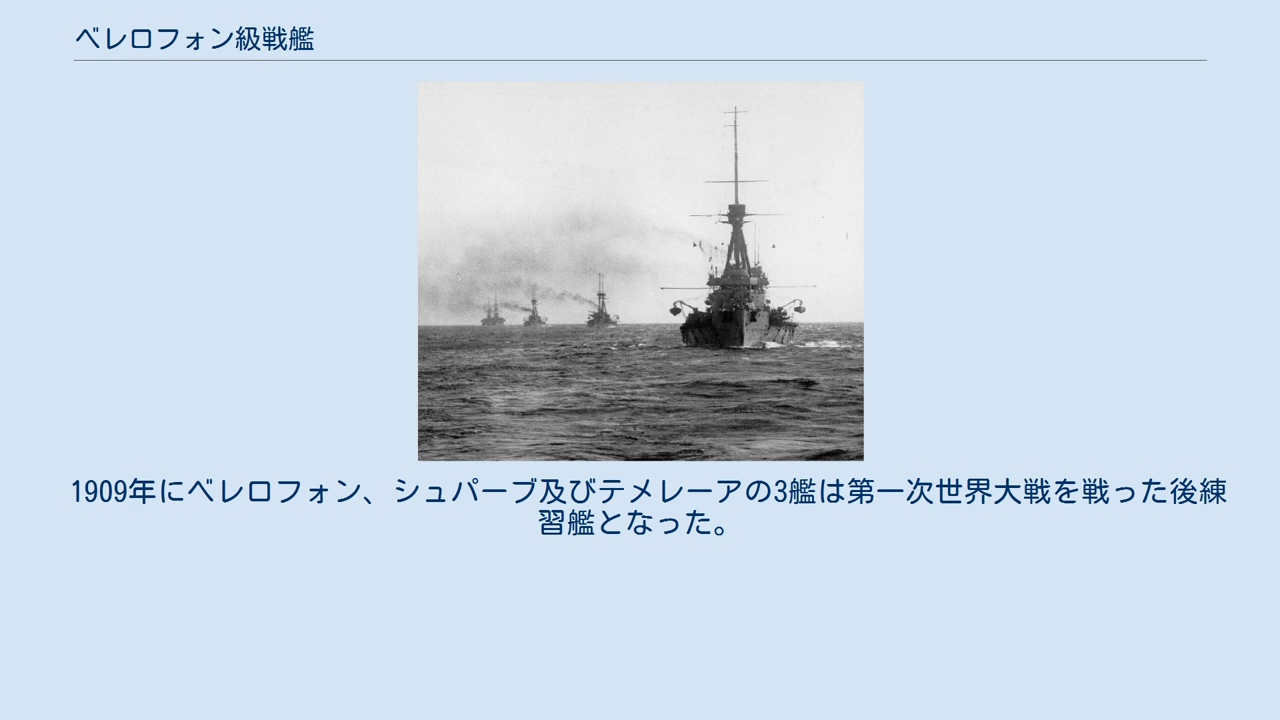 ベレロフォン級戦艦
1909年にベレロフォン、シュパーブ及びテメレーアの3艦は第一次世界大戦を戦った後練
習艦となった。